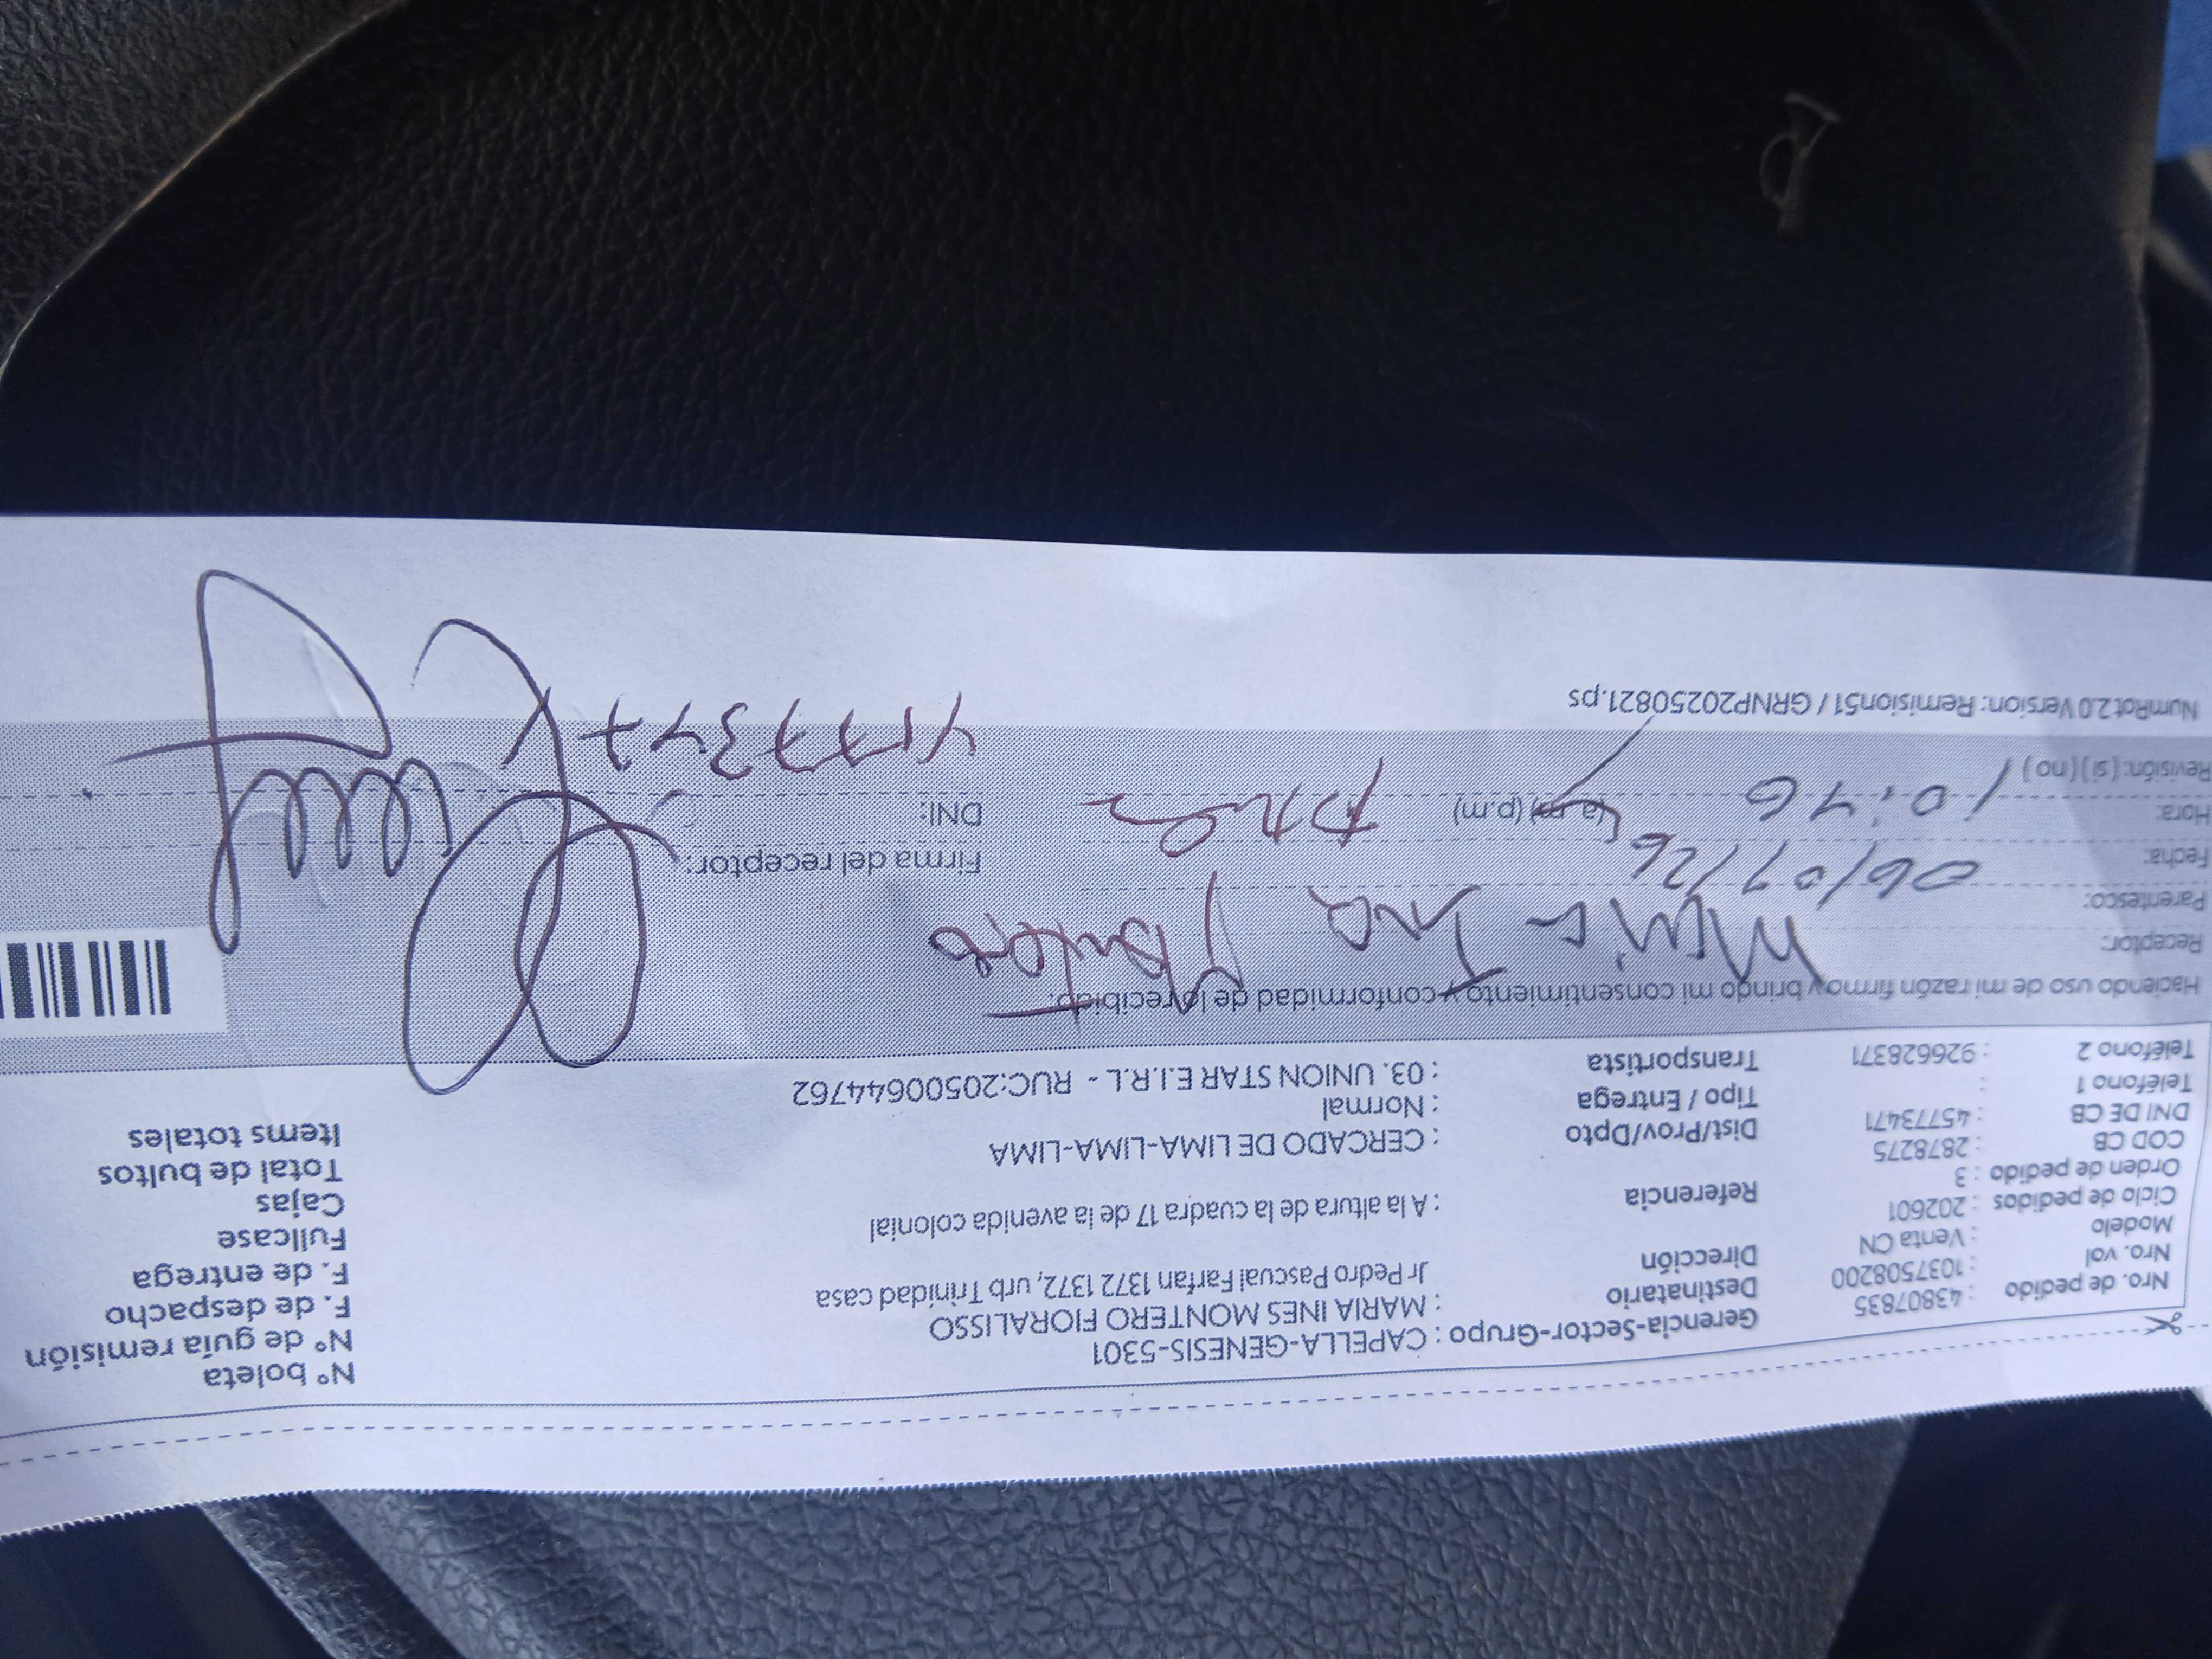 Gerencia-Sector-Grupo : CAPELLA-GENESIS-5301
Nro. de pedido : 43807835
Nro. vol : 1037508200
Modelo : Venta CN
Ciclo de pedidos : 202601
Orden de pedido : 3
COD CB : 2878275
DNI DE CB : 45773471
Teléfono 1 :
Teléfono 2 : 926628371
Destinatario : MARIA INES MONTERO FIORALISSO
Dirección Jr Pedro Pascual Farfan 1372 1372, urb Trinidad casa
Referencia : A la altura de la cuadra 17 de la avenida colonial
Dist/Prov/Dpto : CERCADO DE LIMA-LIMA-LIMA
Tipo / Entrega : Normal
Transportista : 03. UNION STAR E.I.R.L - RUC:20500644762
N° boleta
N° de guía remisión
F. de despacho
F. de entrega
Fullcase
Cajas
Total de bultos
Items totales
Haciendo uso de mi razón firmo y brindo mi consentimiento y conformidad de lo recibido.
Receptor: Maria Ine Montero
Parentesco:
Fecha: 06/07/26
Hora: 10:46 (a.m) (p.m)
Revisión: (si) (no)
Firma del receptor:
DNI:
NumRot 2.0 Version: Remision51 / GRNP20250821.ps